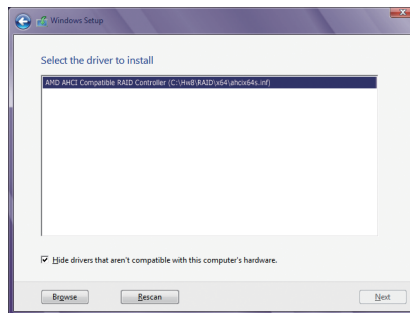 Windows Setup
Select the driver to install
AMD AHCI Compatible RAID Controller (C:\Hw8\RAID\x64\ahcix64s.inf)
Hide drivers that aren't compatible with this computer's hardware.
Browse
Rescan
Next